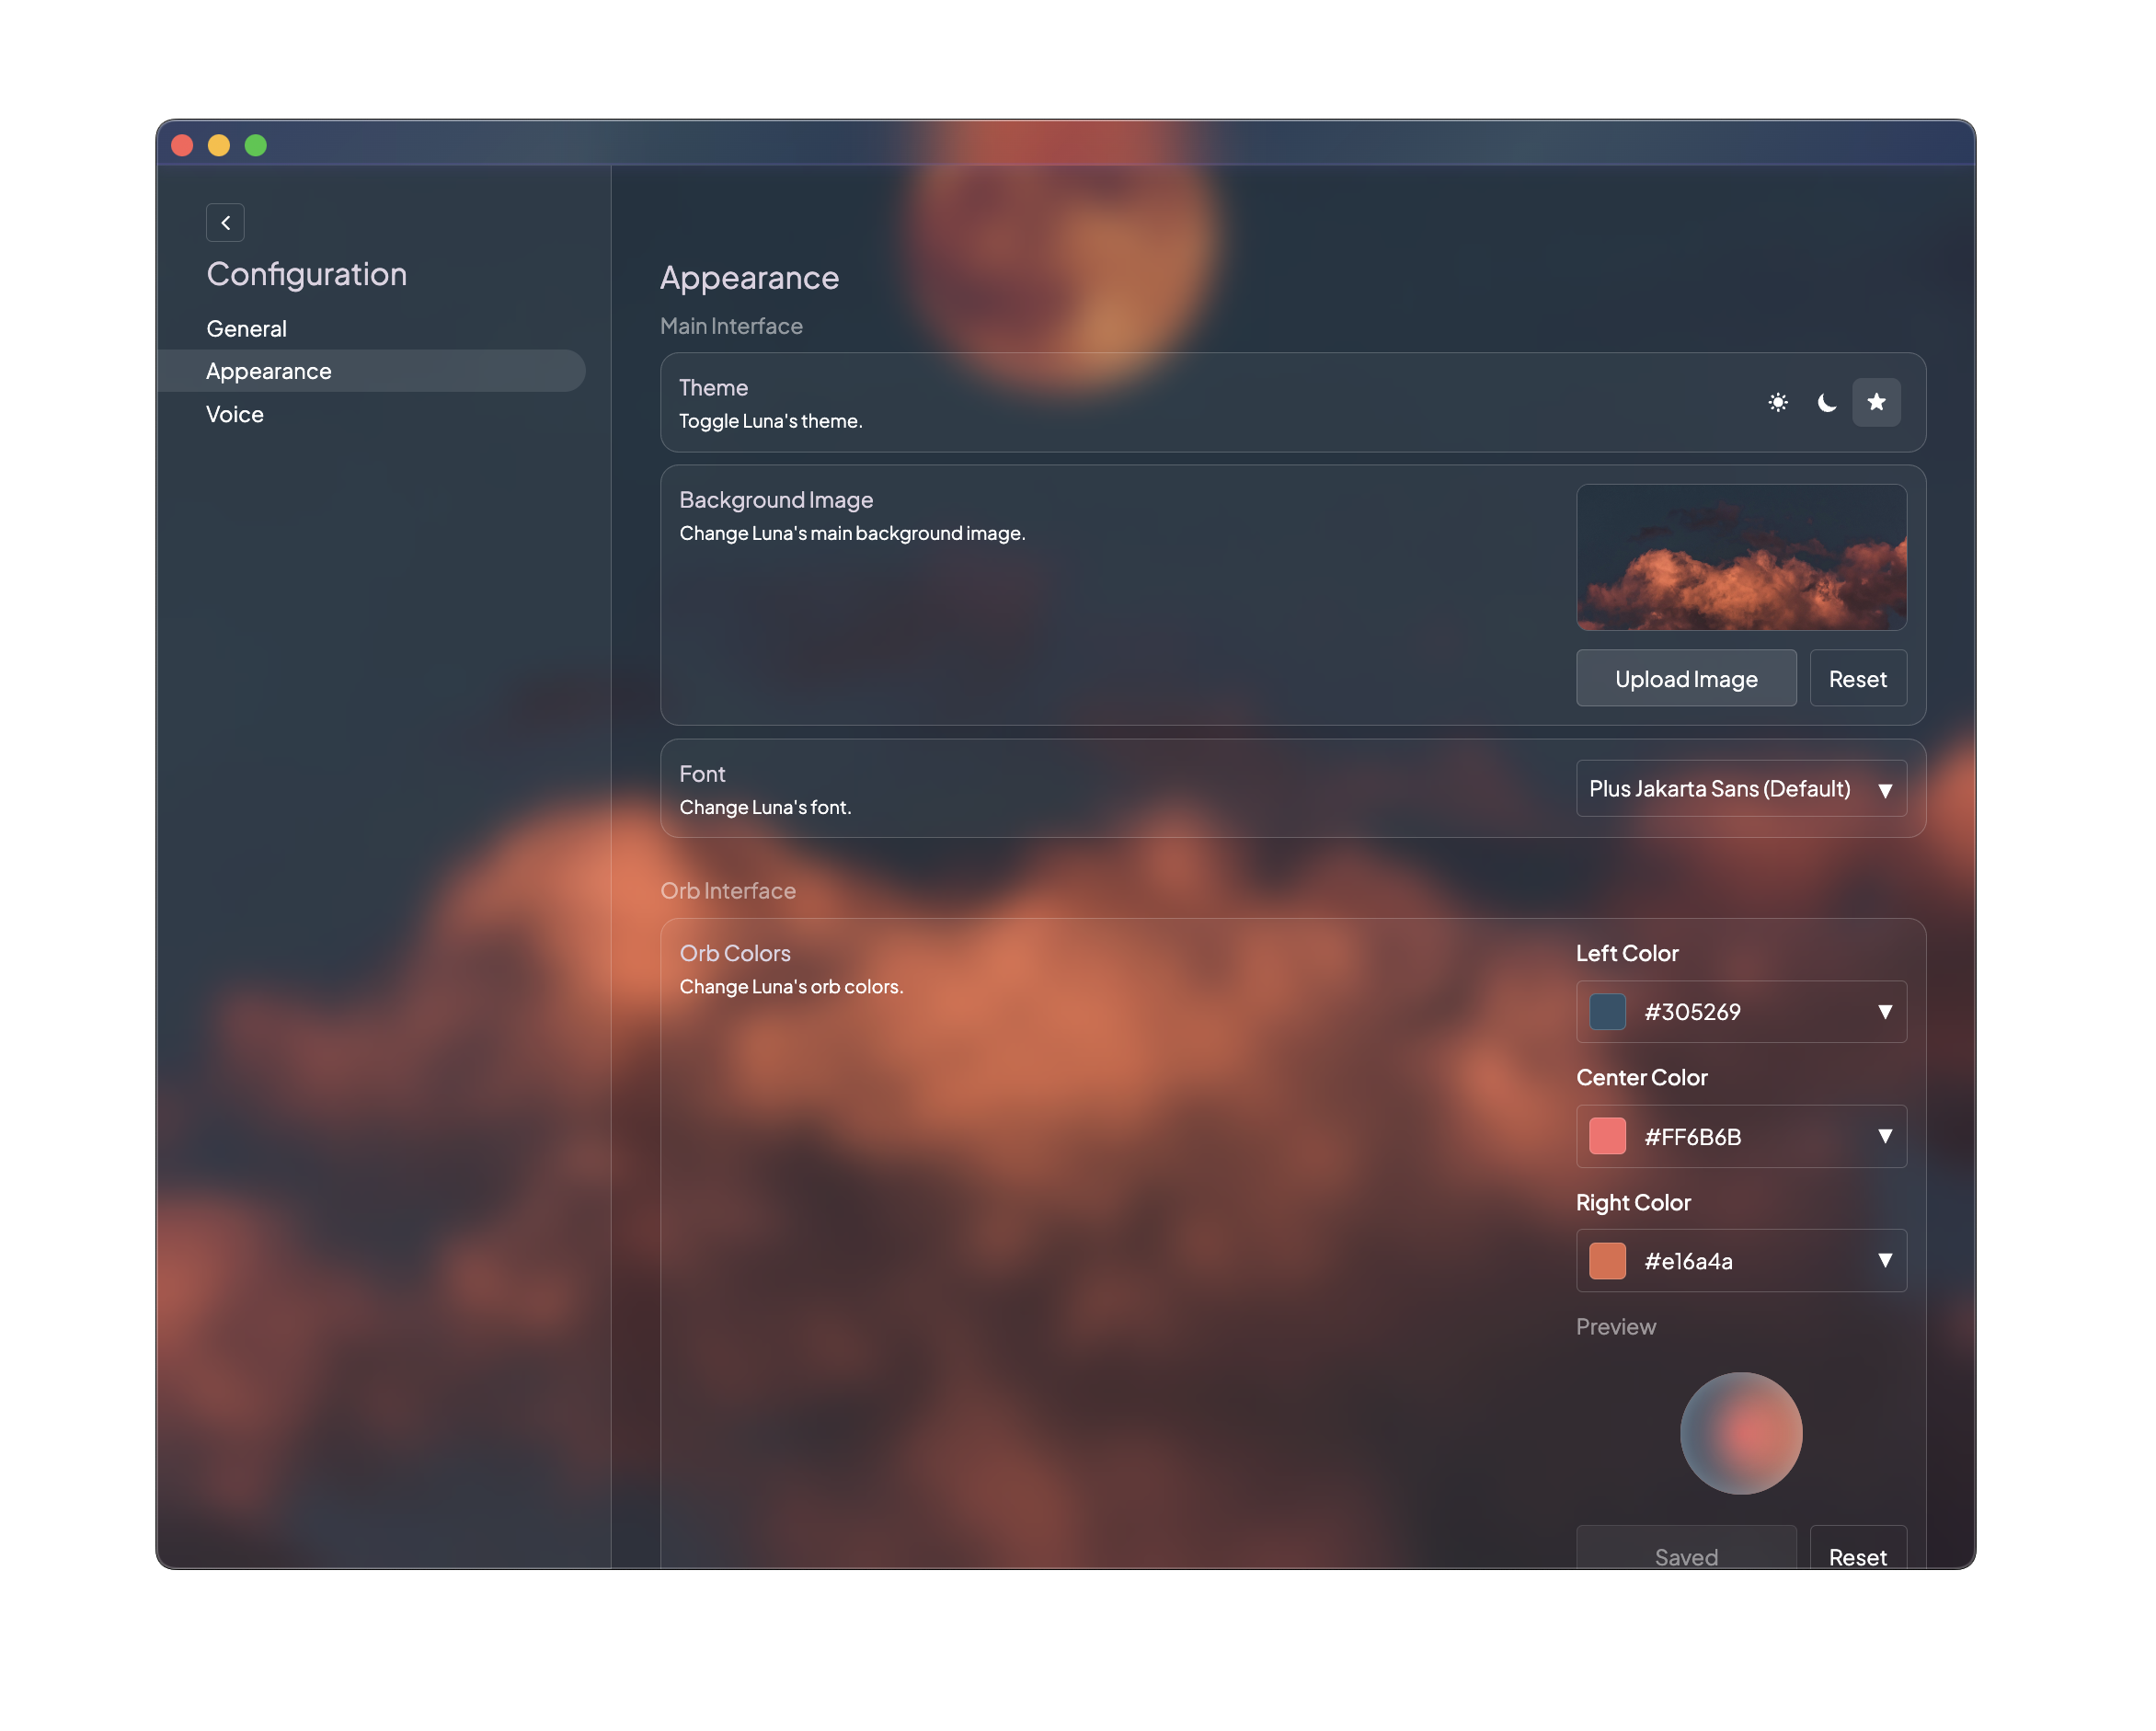 Configuration
General
Appearance
Voice
Appearance
Main Interface
Theme
Toggle Luna's theme.
Background Image
Change Luna's main background image.
Upload Image
Reset
Font
Change Luna's font.
Plus Jakarta Sans (Default)
Orb Interface
Orb Colors
Change Luna's orb colors.
Left Color
#305269
Center Color
#FF6B6B
Right Color
#e16a4a
Preview
Saved
Reset